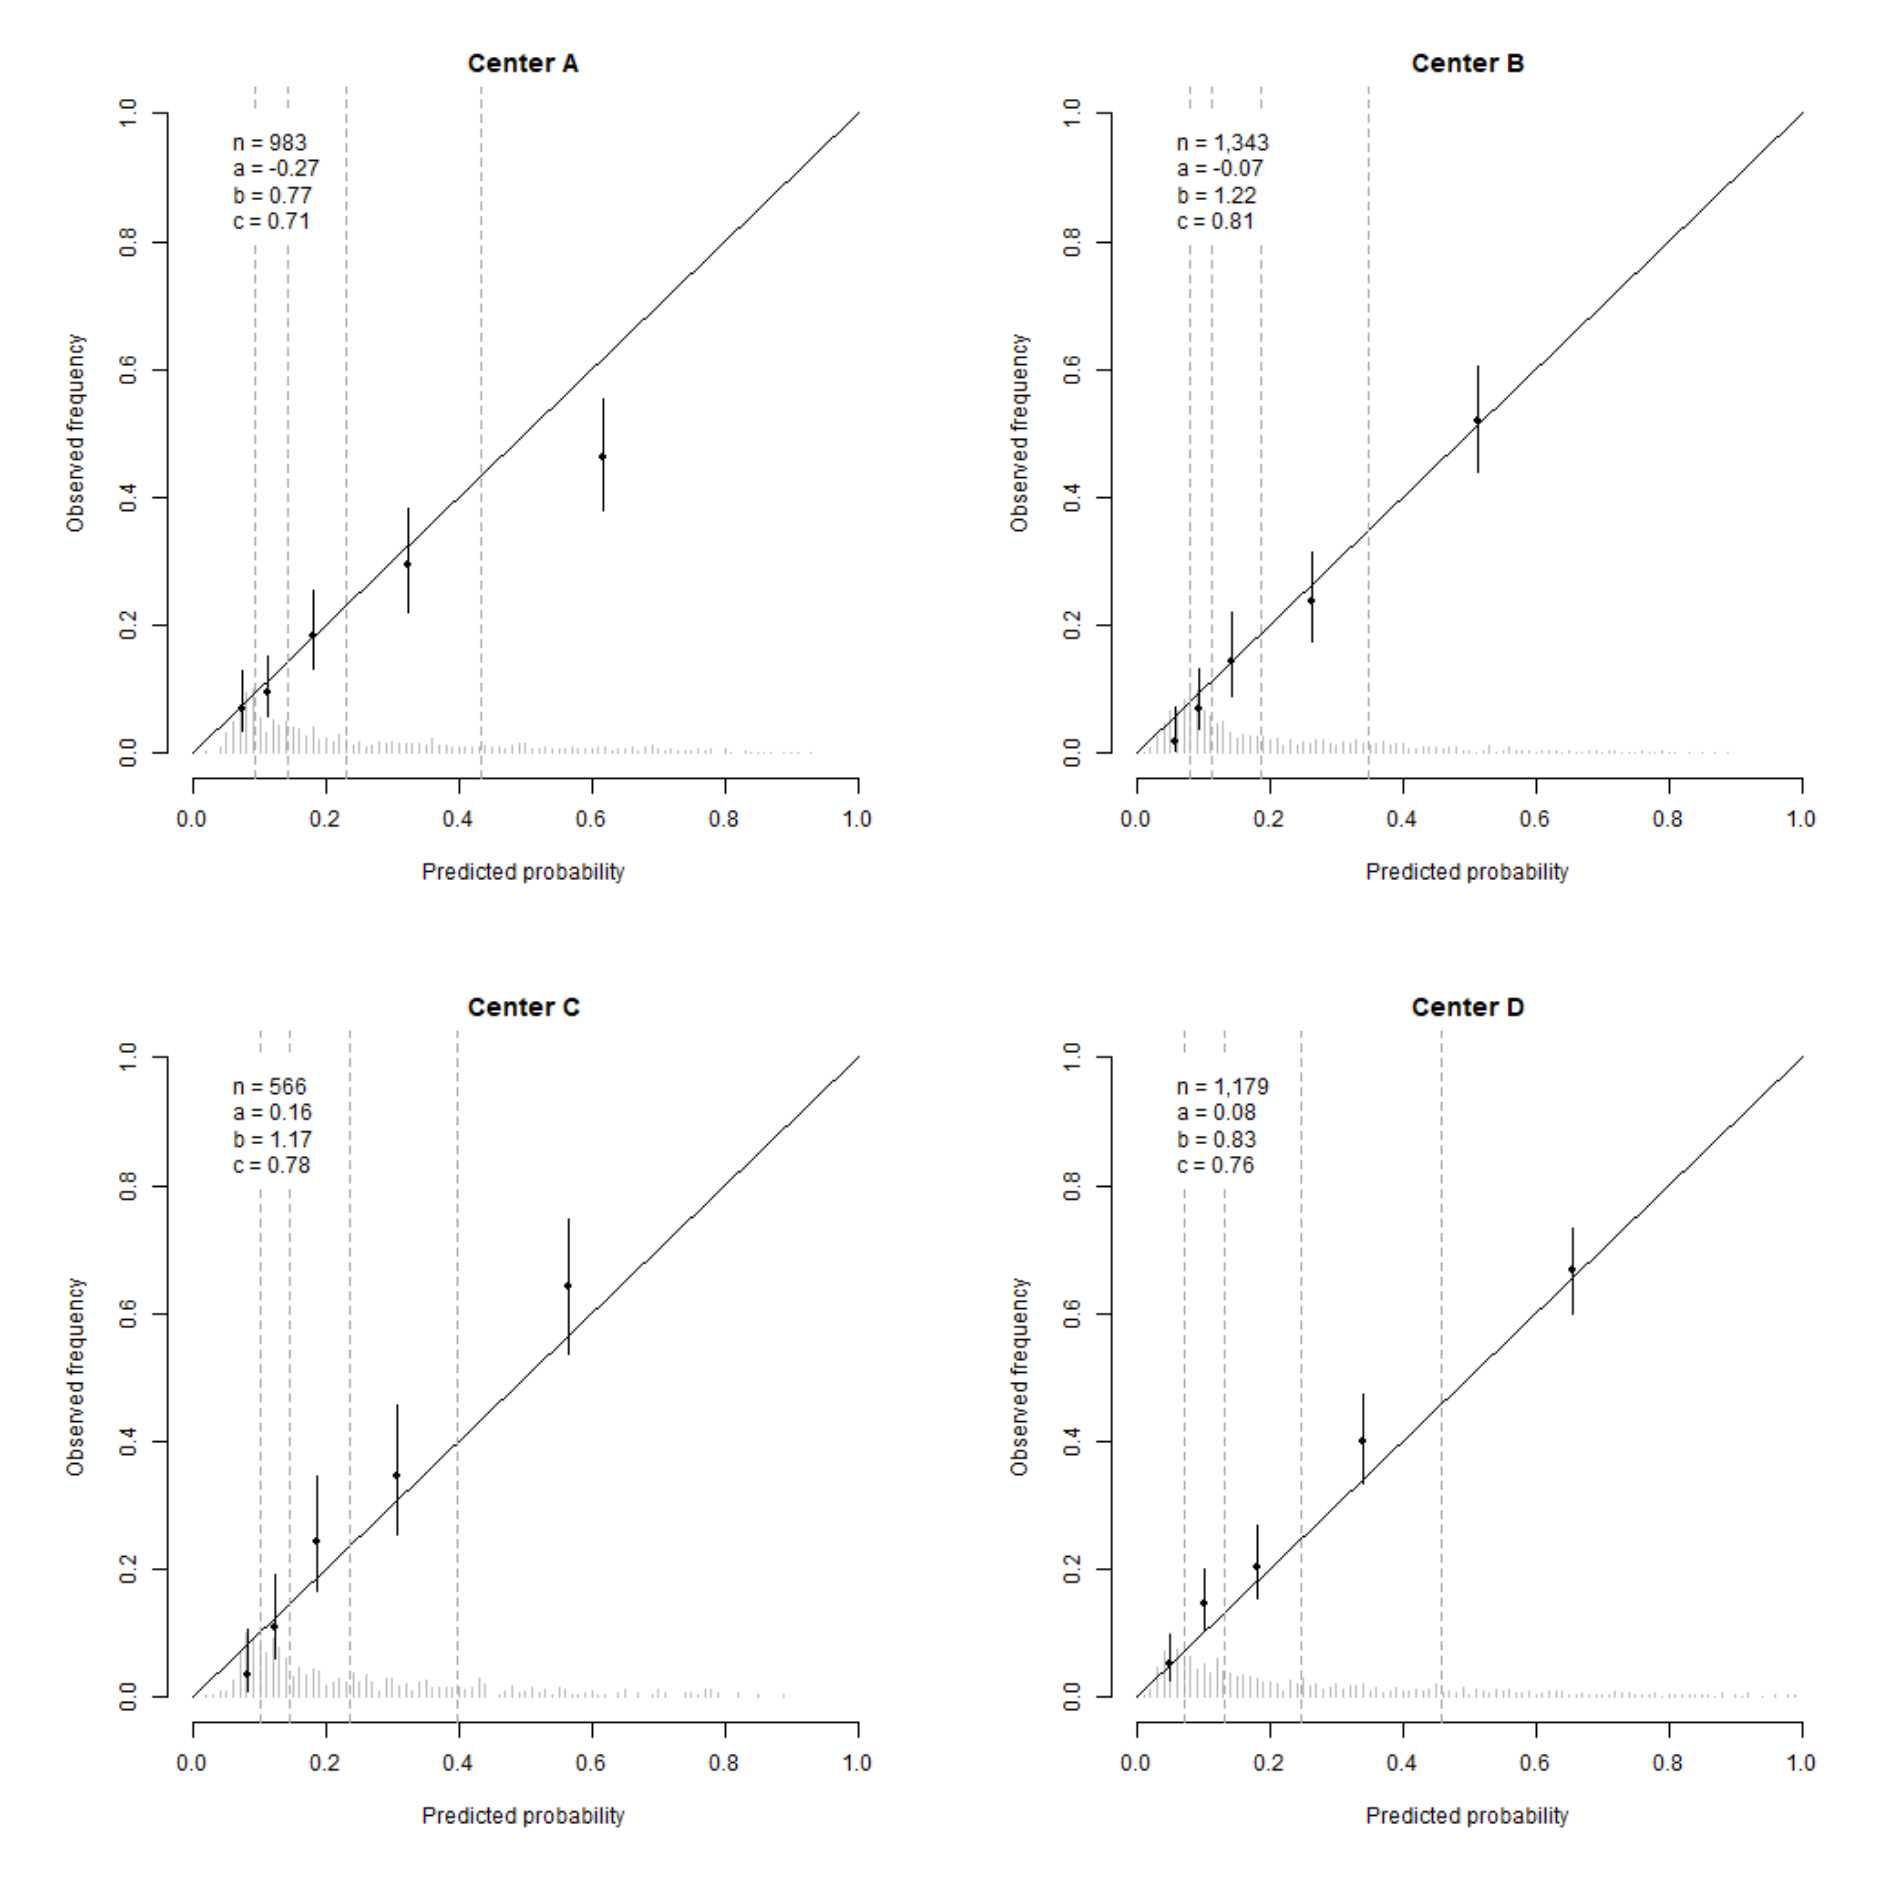 Center A
n = 983
a = -0.27
b = 0.77
c = 0.71
Observed frequency
0.0 0.2 0.4 0.6 0.8 1.0
0.0 0.2 0.4 0.6 0.8 1.0
Predicted probability
Center B
n = 1,343
a = -0.07
b = 1.22
c = 0.81
Observed frequency
0.0 0.2 0.4 0.6 0.8 1.0
0.0 0.2 0.4 0.6 0.8 1.0
Predicted probability
Center C
n = 566
a = 0.16
b = 1.17
c = 0.78
Observed frequency
0.0 0.2 0.4 0.6 0.8 1.0
0.0 0.2 0.4 0.6 0.8 1.0
Predicted probability
Center D
n = 1,179
a = 0.08
b = 0.83
c = 0.76
Observed frequency
0.0 0.2 0.4 0.6 0.8 1.0
0.0 0.2 0.4 0.6 0.8 1.0
Predicted probability